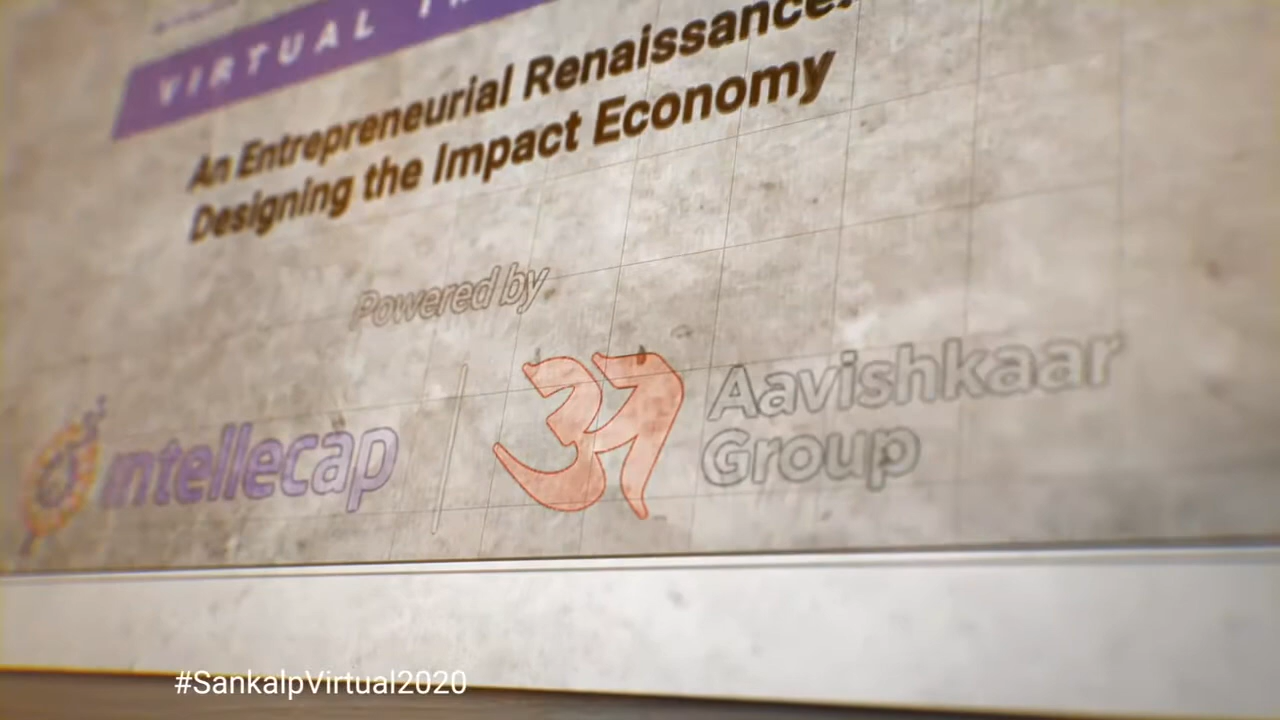 VIRTUAL
An Entrepreneurial Renaissance:
Designing the Impact Economy
Powered by
intellecap
अ
Aavishkaar
Group
#SankalpVirtual2020